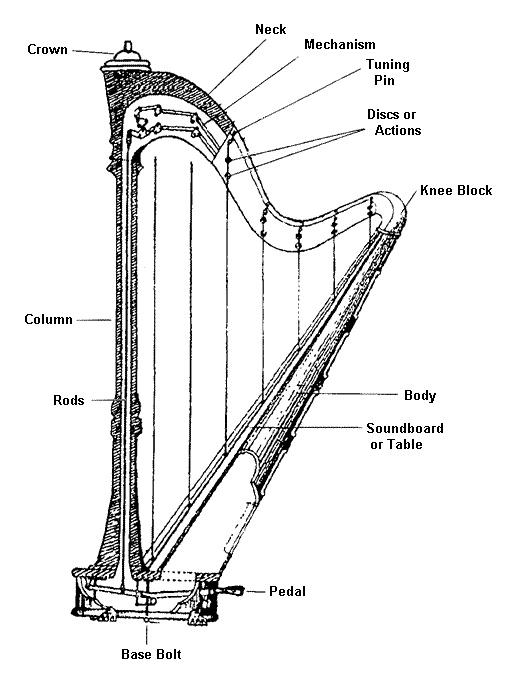 Crown
Neck
Mechanism
Tuning
Pin
Discs or
Actions
Knee Block
Column
Rods
Body
Soundboard
or Table
Pedal
Base Bolt